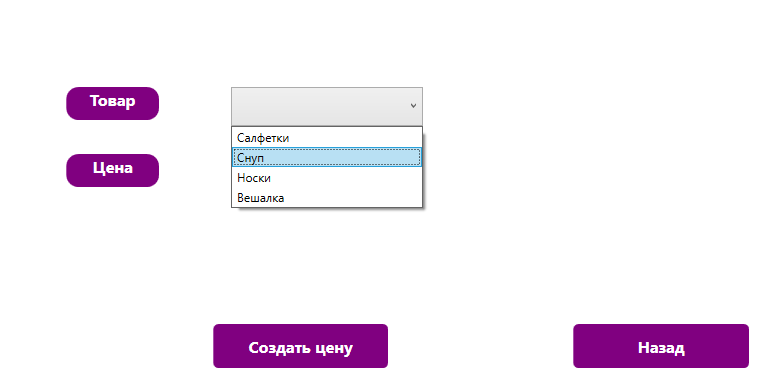 Товар
Салфетки
Снуп
Цена
Носки
Вешалка
Создать цену
Назад